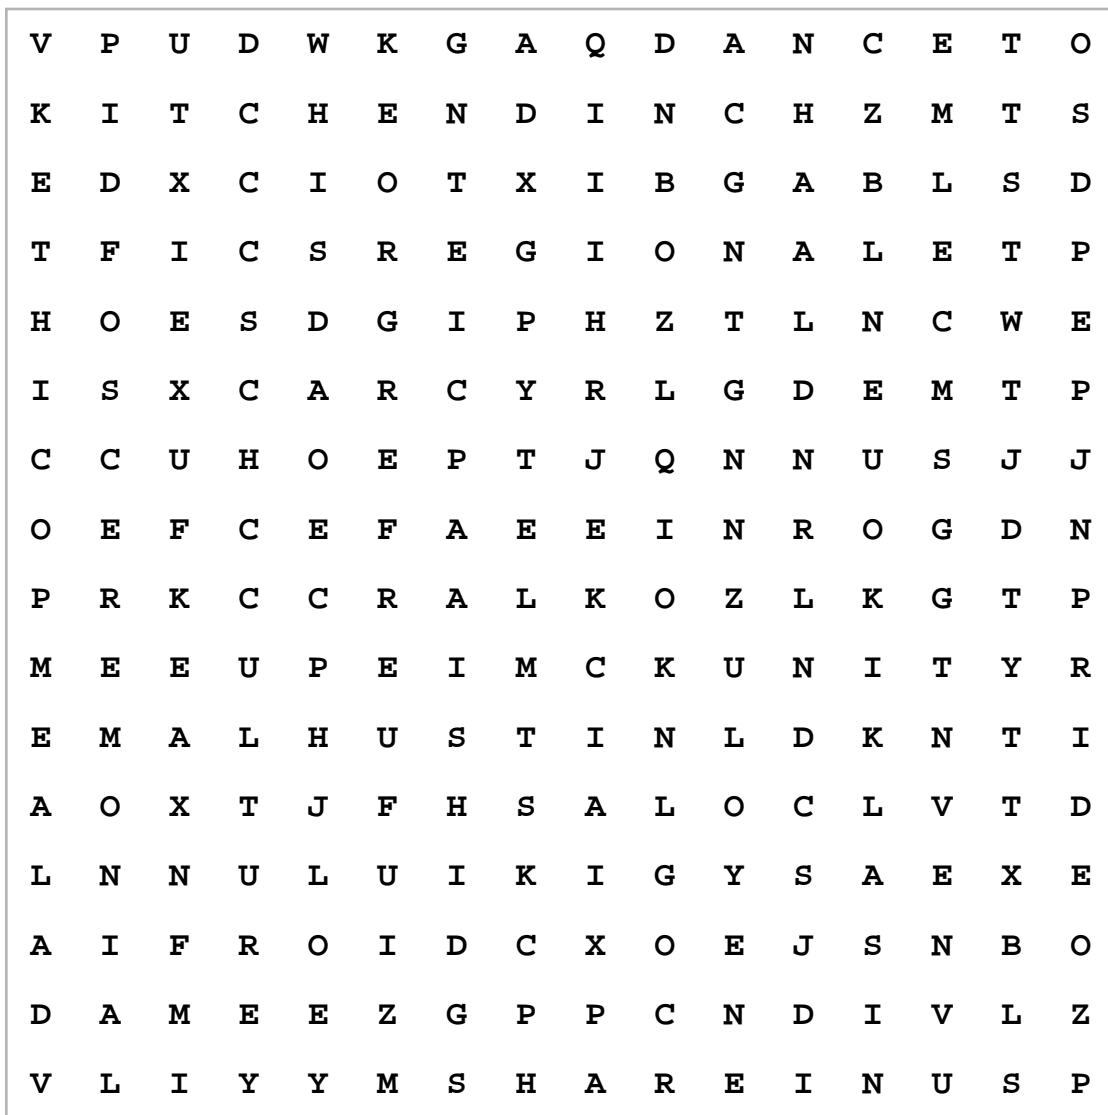 V P U D W K G A Q D A N C E T O
K I T C H E N D I N C H Z M T S
E D X C I O T X I B G A B L S D
T F I C S R E G I O N A L E T P
H O E S D G I P H Z T L N C W E
I S X C A R C Y R L G D E M T P
C C U H O E P T J Q N N U S J J
O E F C E F A E E I N R O G D N
P R K C C R A L K O Z L K G T P
M E E U P E I M C K U N I T Y R
E M A L H U S T I N L D K N T I
A O X T J F H S A L O C L V T D
L N N U L U I K I G Y S A E X E
A I F R O I D C X O E J S N B O
D A M E E Z G P P C N D I V L Z
V L I Y Y M S H A R E I N U S P